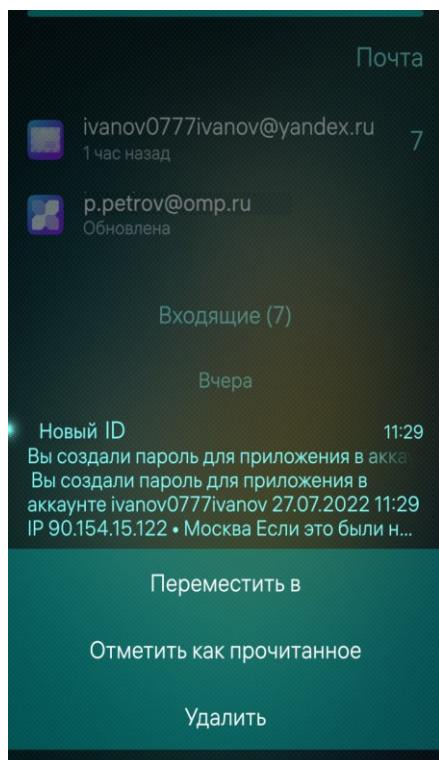 Почта
ivanov0777ivanov@yandex.ru 7
1 час назад
p.petrov@omp.ru
Обновлена
Входящие (7)
Вчера
Новый ID 11:29
Вы создали пароль для приложения в акка
Вы создали пароль для приложения в
аккаунте ivanov0777ivanov 27.07.2022 11:29
IP 90.154.15.122 • Москва Если это были н...
Переместить в
Отметить как прочитанное
Удалить